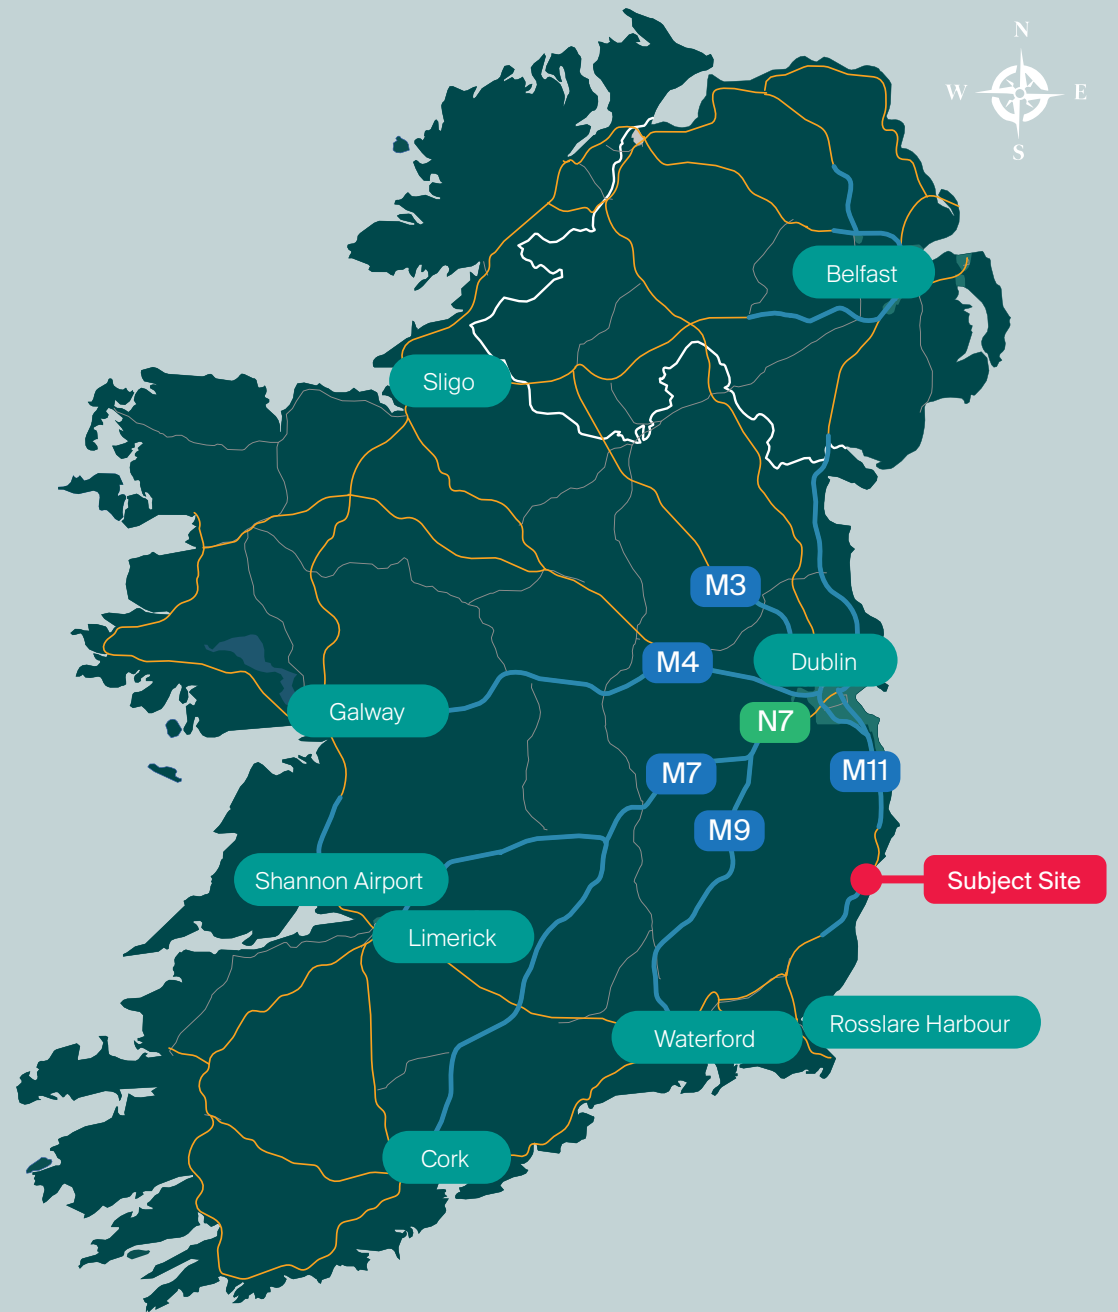 N
W
E
S
Belfast
Sligo
M3
Dublin
M4
Galway
N7
M7
M11
M9
Shannon Airport
Subject Site
Limerick
Rosslare Harbour
Waterford
Cork